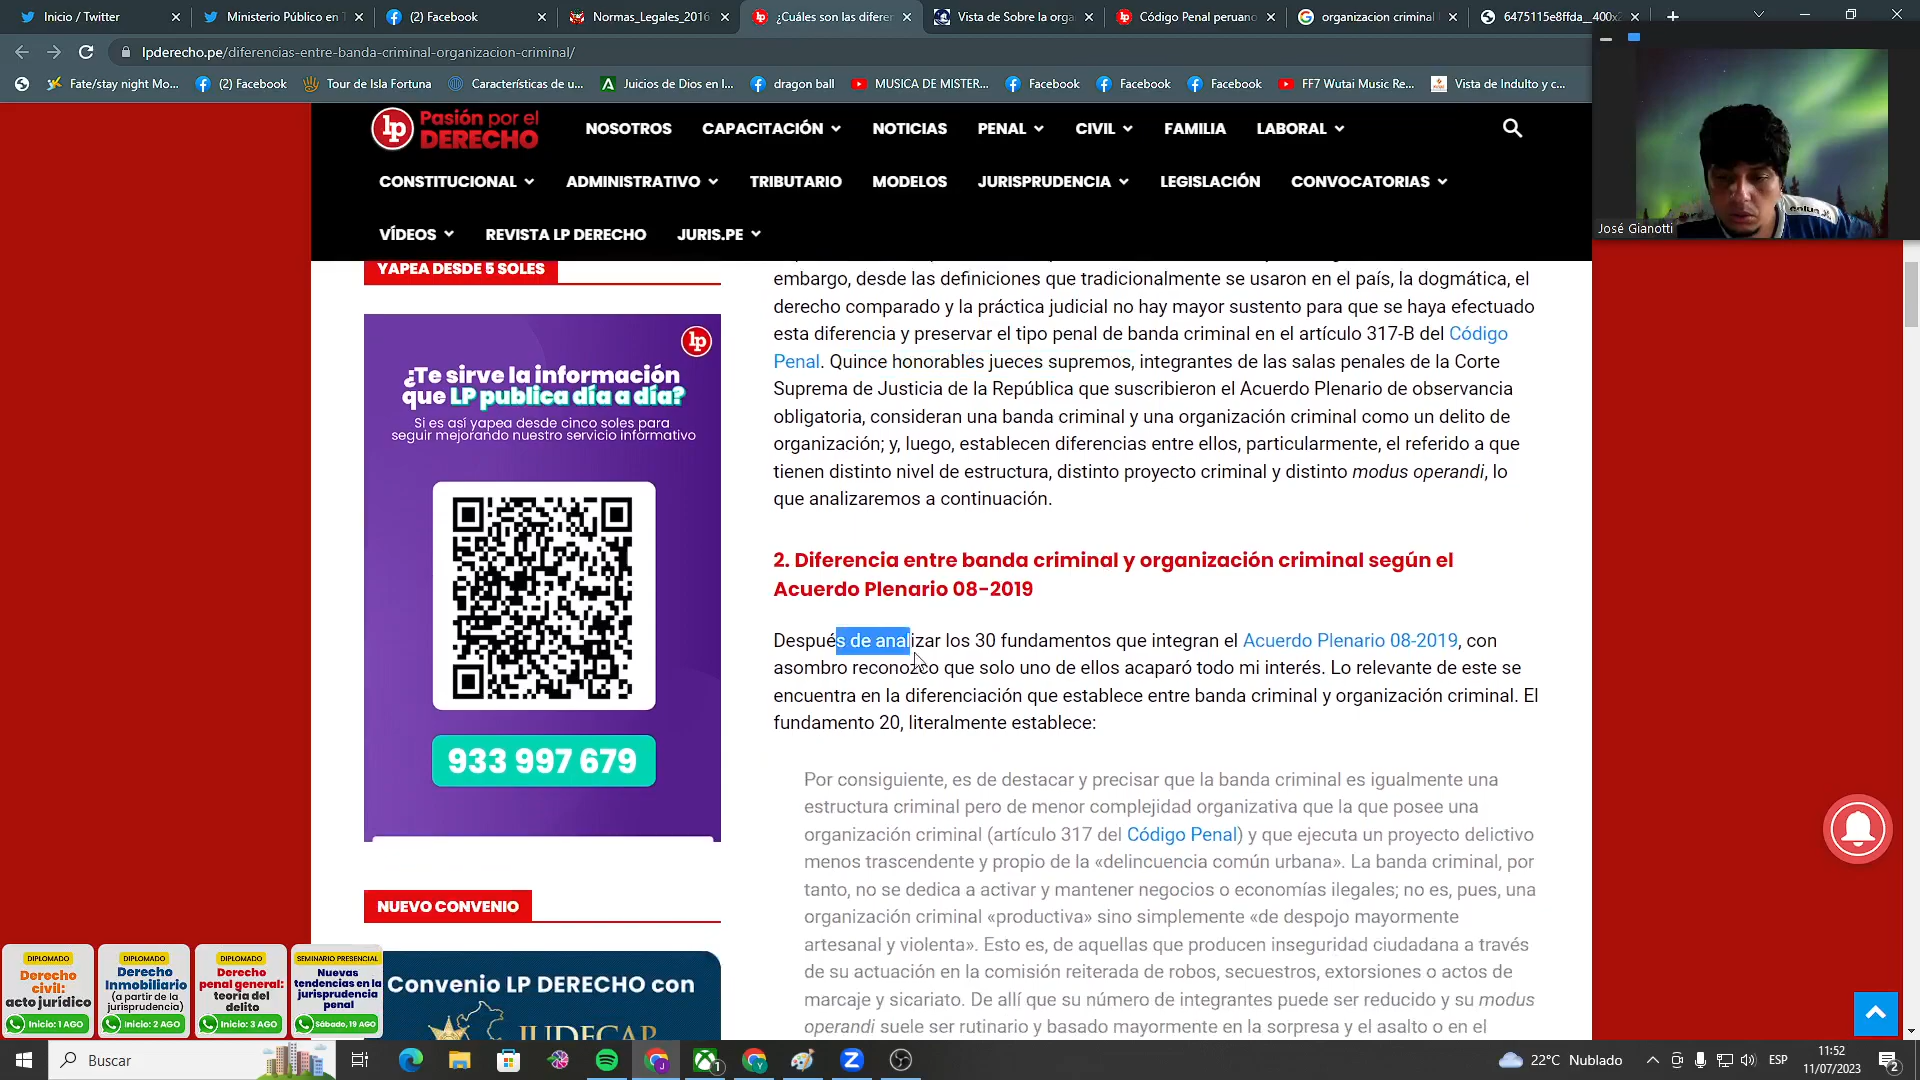 Inicio / Twitter
Ministerio Público en T
(2) Facebook
Normas_Legales_2016
¿Cuáles son las diferen
Vista de Sobre la orga
Código Penal peruano
organizacion criminal
6475115e8ffda__400x2
lpderecho.pe/diferencias-entre-banda-criminal-organizacion-criminal/
Fate/stay night Mo...
(2) Facebook
Tour de Isla Fortuna
Características de u...
Juicios de Dios en l...
dragon ball
MUSICA DE MISTER...
Facebook
Facebook
Facebook
FF7 Wutai Music Re...
Vista de Indulto y c...
José Gianotti
lp Pasión por el
DERECHO
NOSOTROS CAPACITACIÓN NOTICIAS PENAL CIVIL FAMILIA LABORAL
CONSTITUCIONAL ADMINISTRATIVO TRIBUTARIO MODELOS JURISPRUDENCIA LEGISLACIÓN CONVOCATORIAS
VÍDEOS REVISTA LP DERECHO JURIS.PE
YAPEA DESDE 5 SOLES
lp
¿Te sirve la información
que LP publica día a día?
Si es así yapea desde cinco soles para
seguir mejorando nuestro servicio informativo
933 997 679
NUEVO CONVENIO
Convenio LP DERECHO con
JUDECAP
embargo, desde las definiciones que tradicionalmente se usaron en el país, la dogmática, el
derecho comparado y la práctica judicial no hay mayor sustento para que se haya efectuado
esta diferencia y preservar el tipo penal de banda criminal en el artículo 317-B del Código
Penal. Quince honorables jueces supremos, integrantes de las salas penales de la Corte
Suprema de Justicia de la República que suscribieron el Acuerdo Plenario de observancia
obligatoria, consideran una banda criminal y una organización criminal como un delito de
organización; y, luego, establecen diferencias entre ellos, particularmente, el referido a que
tienen distinto nivel de estructura, distinto proyecto criminal y distinto modus operandi, lo
que analizaremos a continuación.
2. Diferencia entre banda criminal y organización criminal según el
Acuerdo Plenario 08-2019
Después de analizar los 30 fundamentos que integran el Acuerdo Plenario 08-2019, con
asombro reconozco que solo uno de ellos acaparó todo mi interés. Lo relevante de este se
encuentra en la diferenciación que establece entre banda criminal y organización criminal. El
fundamento 20, literalmente establece:
Por consiguiente, es de destacar y precisar que la banda criminal es igualmente una
estructura criminal pero de menor complejidad organizativa que la que posee una
organización criminal (artículo 317 del Código Penal) y que ejecuta un proyecto delictivo
menos trascendente y propio de la «delincuencia común urbana». La banda criminal, por
tanto, no se dedica a activar y mantener negocios o economías ilegales; no es, pues, una
organización criminal «productiva» sino simplemente «de despojo mayormente
artesanal y violenta». Esto es, de aquellas que producen inseguridad ciudadana a través
de su actuación en la comisión reiterada de robos, secuestros, extorsiones o actos de
marcaje y sicariato. De allí que su número de integrantes puede ser reducido y su modus
operandi suele ser rutinario y basado mayormente en la sorpresa y el asalto o en el
DIPLOMADO
Derecho
civil:
acto jurídico
Inicio: 1 AGO
DIPLOMADO
Derecho
Inmobiliario
(a partir de la
jurisprudencia)
Inicio: 2 AGO
DIPLOMADO
Derecho
penal general:
teoría del
delito
Inicio: 3 AGO
SEMINARIO PRESENCIAL
Nuevas
tendencias en la
jurisprudencia
penal
Sábado, 19 AGO
Buscar
1
22°C Nublado
ESP
11:52
11/07/2023
2